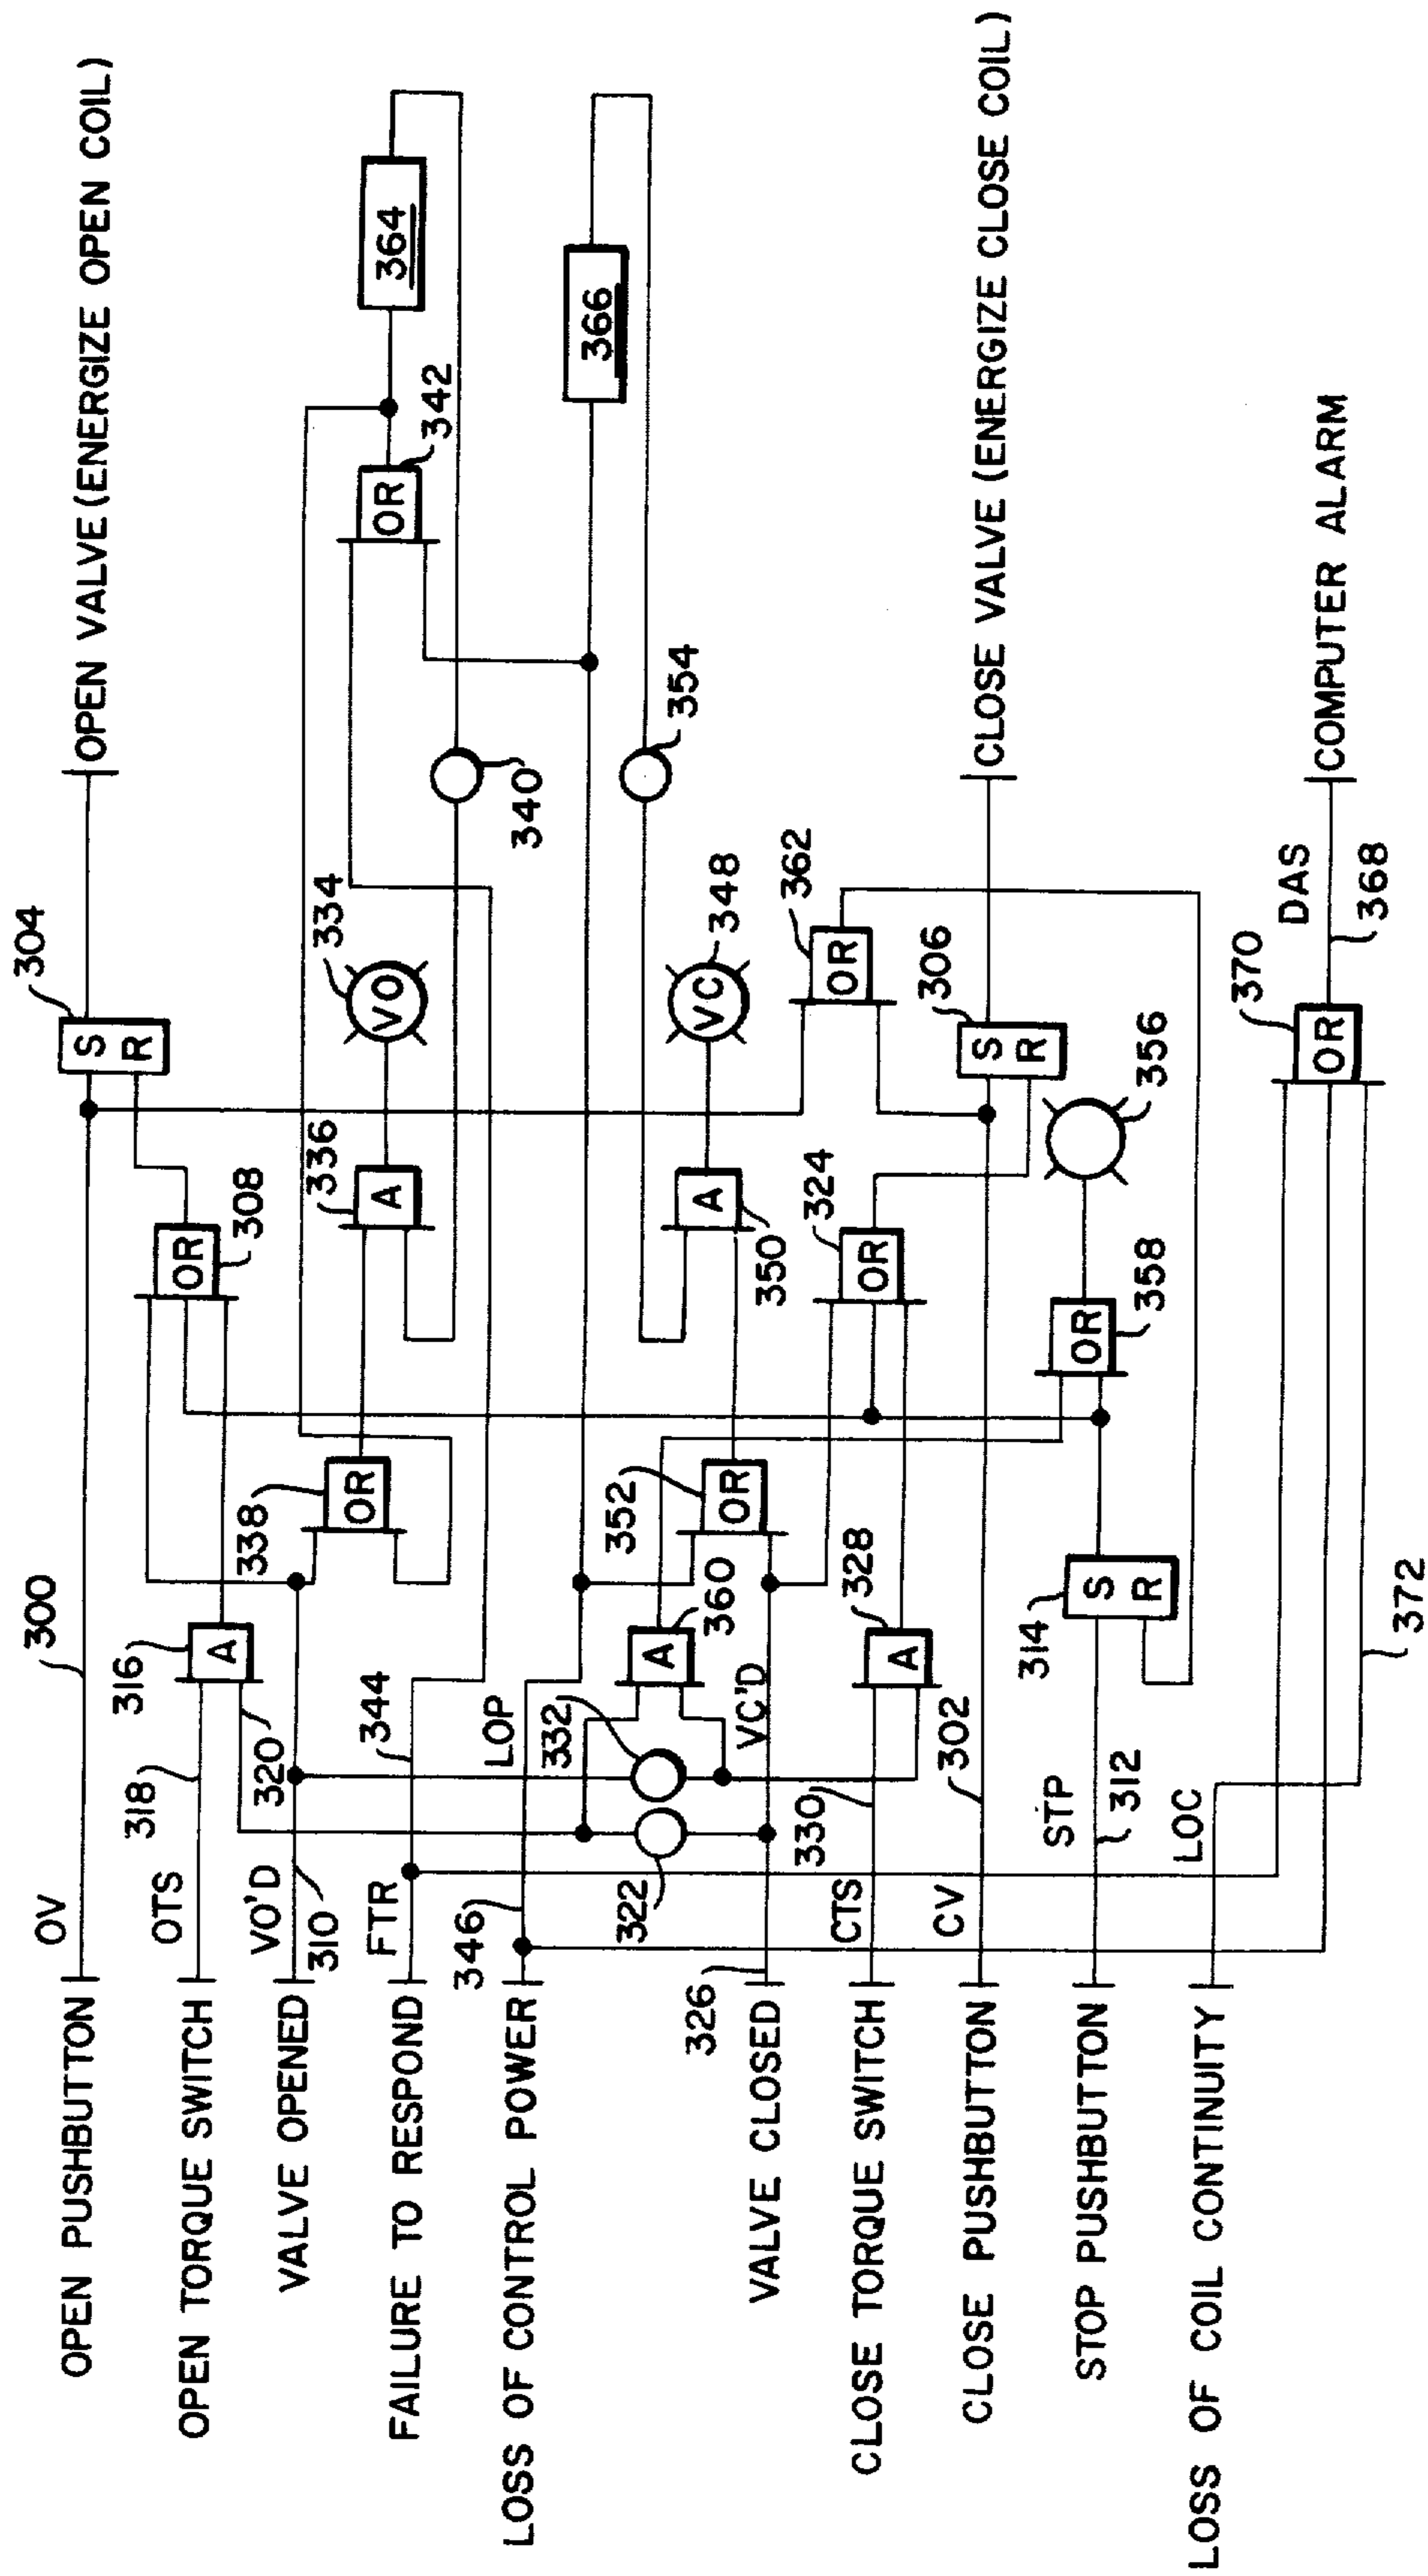 OPEN PUSHBUTTON
OV
300
S
R
304
OPEN VALVE (ENERGIZE OPEN COIL)
OPEN TORQUE SWITCH
OTS
318
316
A
320
OR
308
VALVE OPENED
VO'D
310
338
OR
336
A
334
VO
OR
342
364
FAILURE TO RESPOND
FTR
344
340
LOSS OF CONTROL POWER
346
LOP
366
322
332
A
360
352
OR
A
350
VC
348
354
VALVE CLOSED
326
VC'D
CLOSE TORQUE SWITCH
CTS
330
A
328
OR
324
OR
362
CLOSE PUSHBUTTON
CV
302
S
R
306
CLOSE VALVE (ENERGIZE CLOSE COIL)
STOP PUSHBUTTON
STP
312
S
R
314
OR
358
356
LOSS OF COIL CONTINUITY
LOC
372
OR
370
DAS
368
COMPUTER ALARM